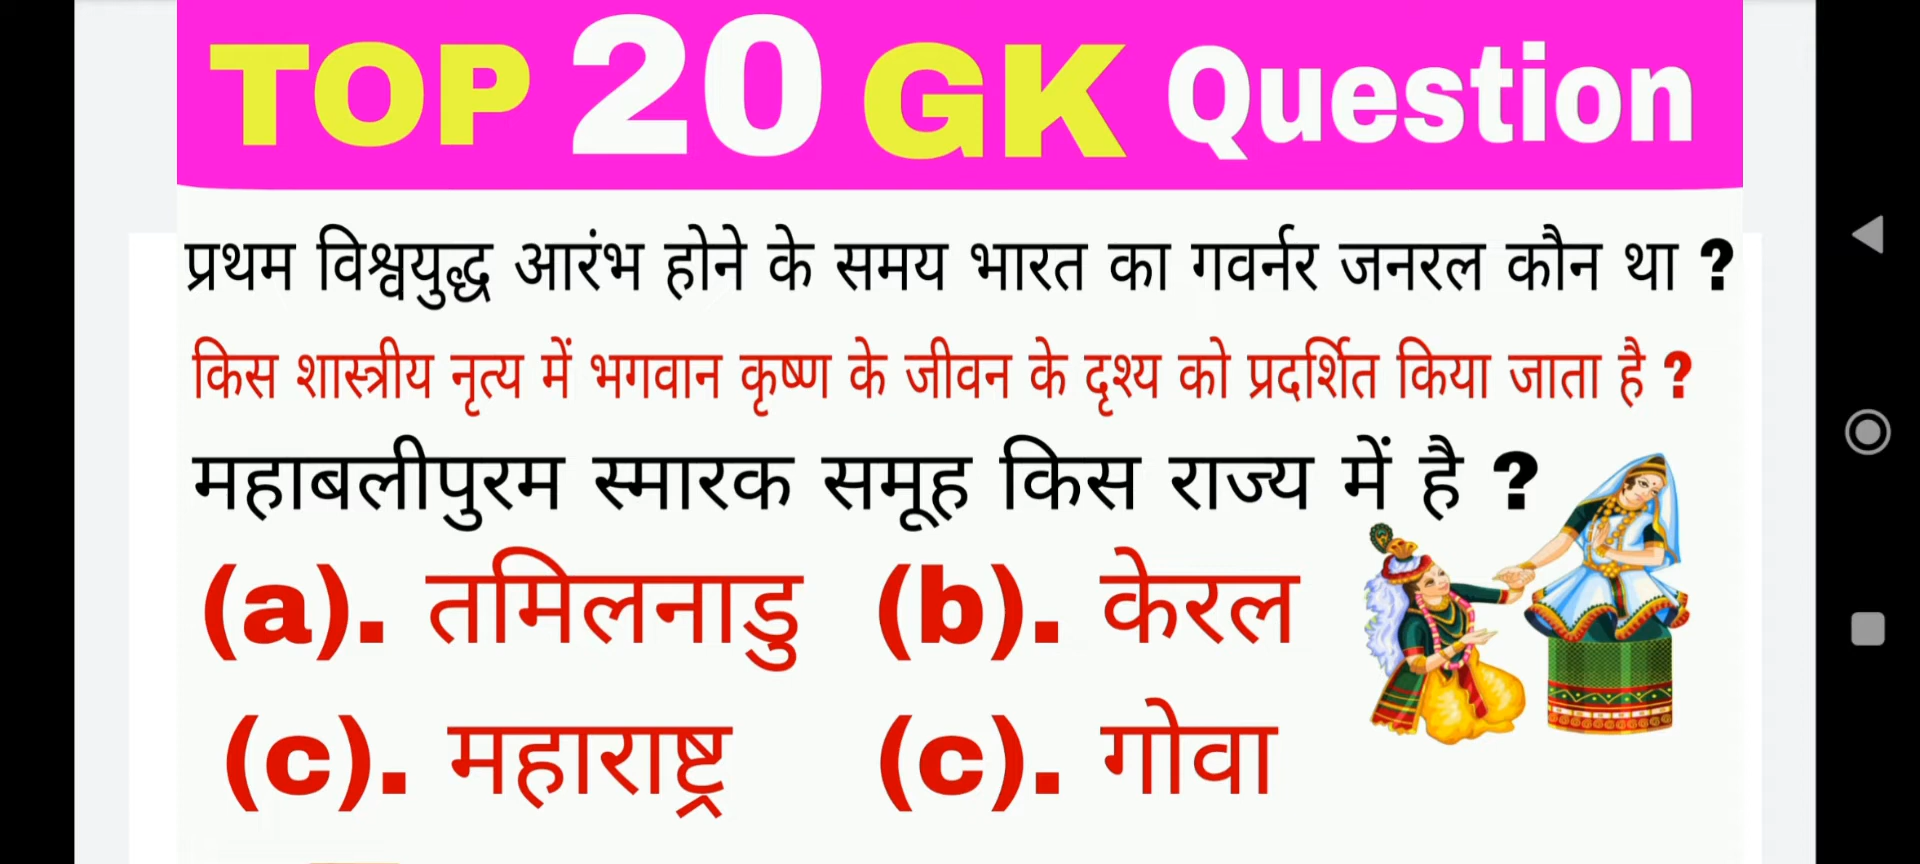 TOP 20 GK Question
प्रथम विश्वयुद्ध आरंभ होने के समय भारत का गवर्नर जनरल कौन था ?
किस शास्त्रीय नृत्य में भगवान कृष्ण के जीवन के दृश्य को प्रदर्शित किया जाता है ?
महाबलीपुरम स्मारक समूह किस राज्य में है ?
(a). तमिलनाडु (b). केरल
(c). महाराष्ट्र (c). गोवा